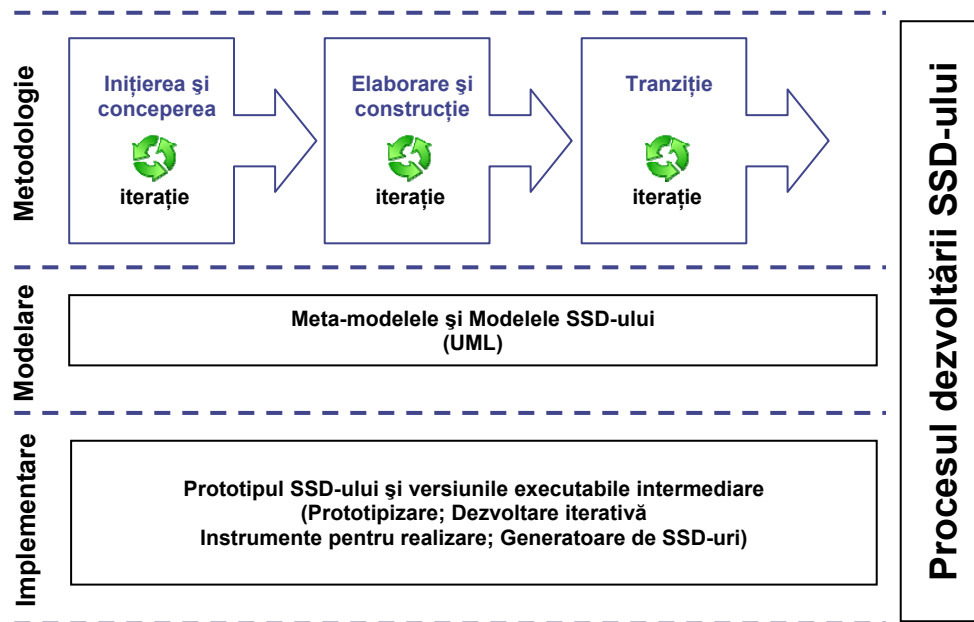 Metodologie
Inițierea şi
conceperea
iterație
Elaborare şi
construcție
iterație
Tranziție
iterație
Modelare
Meta-modelele şi Modelele SSD-ului
(UML)
Implementare
Prototipul SSD-ului şi versiunile executabile intermediare
(Prototipizare; Dezvoltare iterativă
Instrumente pentru realizare; Generatoare de SSD-uri)
Procesul dezvoltării SSD-ului